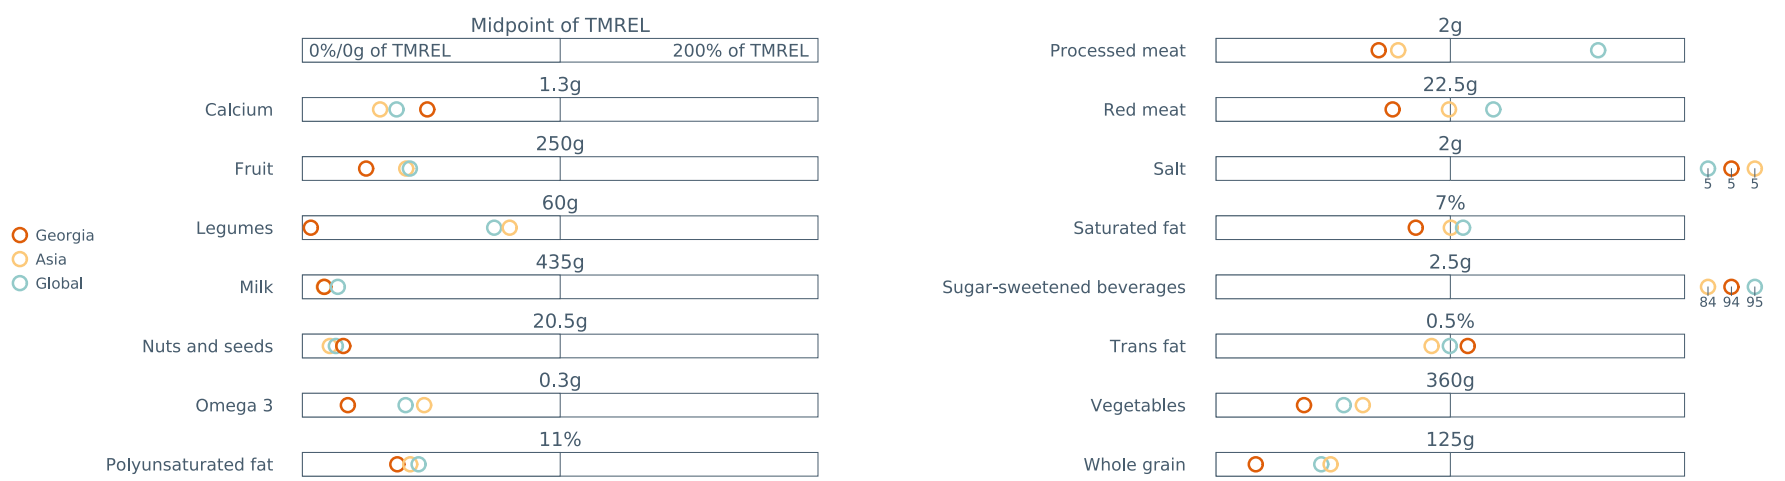 Midpoint of TMREL
0%/0g of TMREL 200% of TMREL
Calcium 1.3g
Fruit 250g
Legumes 60g
Milk 435g
Nuts and seeds 20.5g
Omega 3 0.3g
Polyunsaturated fat 11%
Georgia
Asia
Global
Processed meat 2g
Red meat 22.5g
Salt 2g
5 5 5
Saturated fat 7%
Sugar-sweetened beverages 2.5g
84 94 95
Trans fat 0.5%
Vegetables 360g
Whole grain 125g